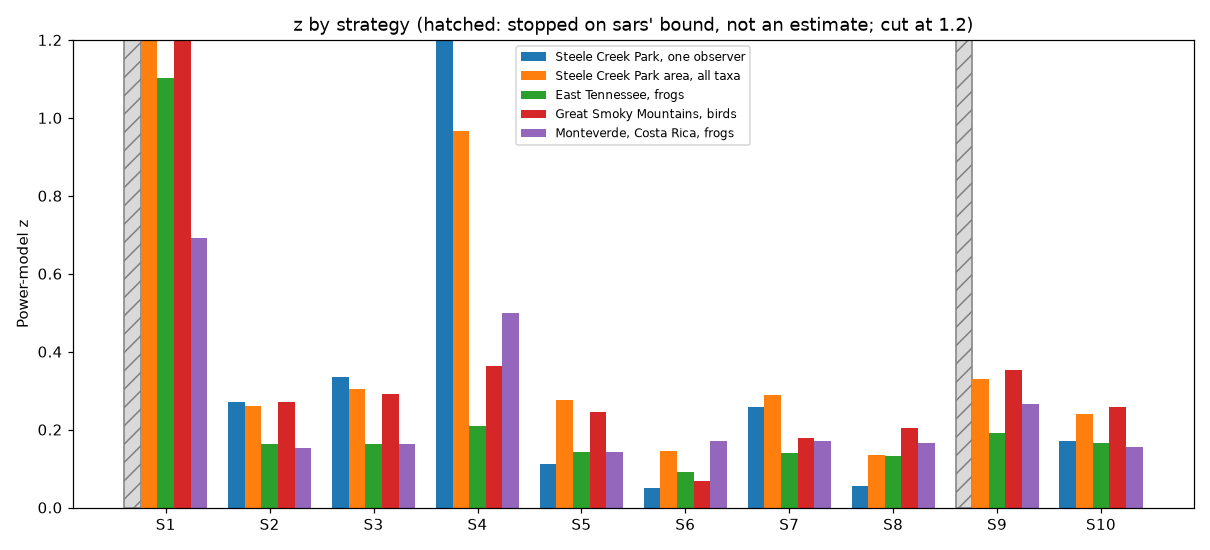 z by strategy (hatched: stopped on sars' bound, not an estimate; cut at 1.2)
Power-model z
1.2
1.0
0.8
0.6
0.4
0.2
0.0
Steele Creek Park, one observer
Steele Creek Park area, all taxa
East Tennessee, frogs
Great Smoky Mountains, birds
Monteverde, Costa Rica, frogs
S1 S2 S3 S4 S5 S6 S7 S8 S9 S10